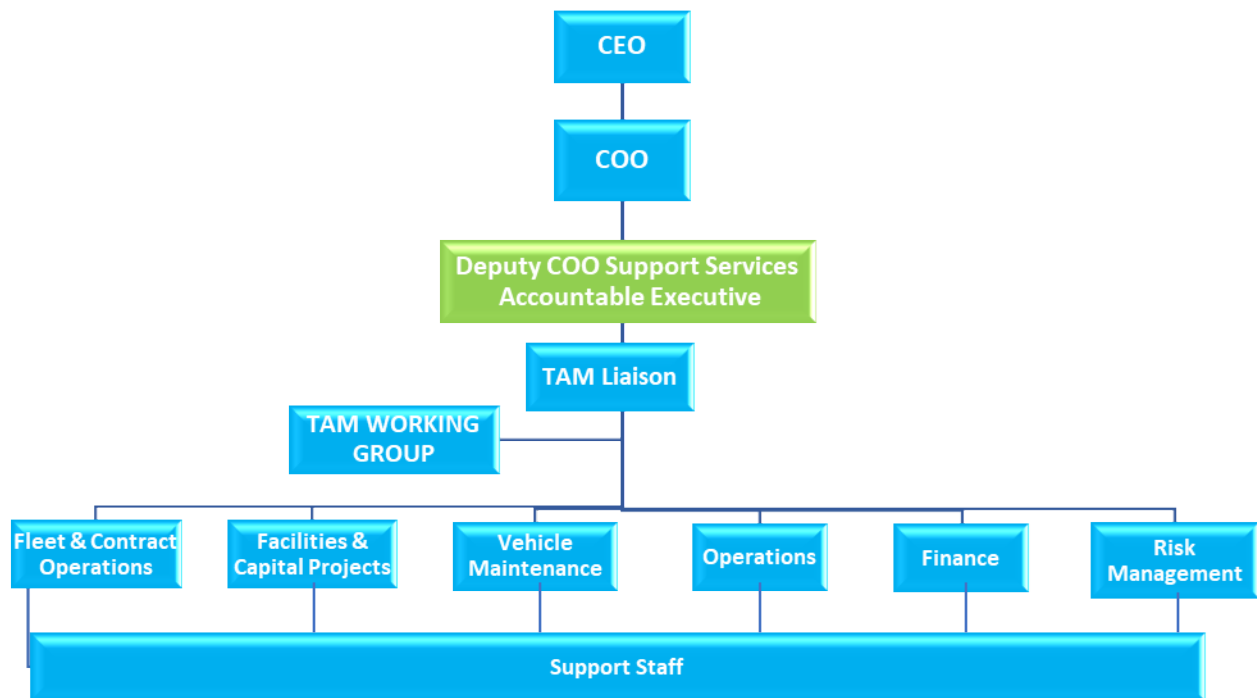 CEO
COO
Deputy COO Support Services
Accountable Executive
TAM Liaison
TAM WORKING
GROUP
Fleet & Contract
Operations
Facilities &
Capital Projects
Vehicle
Maintenance
Operations
Finance
Risk
Management
Support Staff